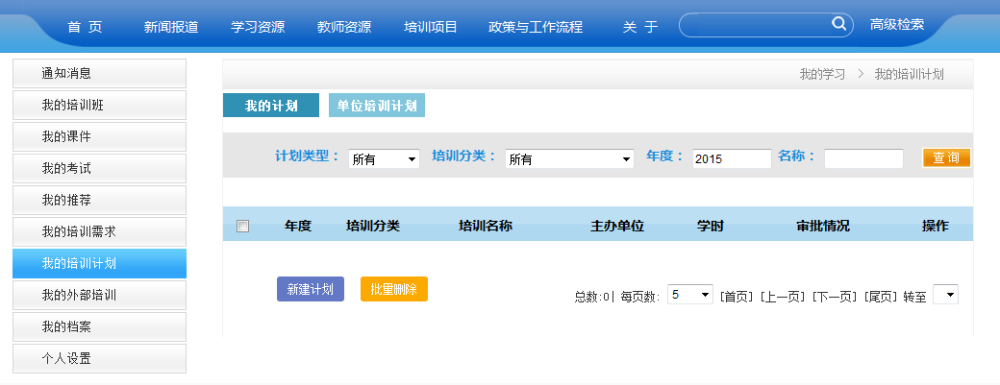 首 页 新闻报道 学习资源 教师资源 培训项目 政策与工作流程 关 于 高级检索
通知消息
我的培训班
我的课件
我的考试
我的推荐
我的培训需求
我的培训计划
我的外部培训
我的档案
个人设置
我的学习 > 我的培训计划
我的计划 单位培训计划
计划类型： 所有 培训分类： 所有 年度： 2015 名称： 查询
年度 培训分类 培训名称 主办单位 学时 审批情况 操作
新建计划 批量删除 总数:0| 每页数: 5 [首页] [上一页] [下一页] [尾页] 转至